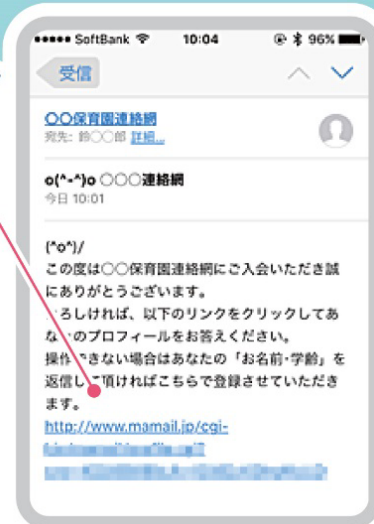 SoftBank 10:04 96%
受信
〇〇保育園連絡網
宛先: 鈴〇〇郎 詳細...
o(^-^)o 〇〇〇連絡網
今日 10:01
(^o^)/
この度は〇〇保育園連絡網にご入会いただき誠
にありがとうございます。
ろしければ、以下のリンクをクリックしてあ
な のプロフィールをお答えください。
操作できない場合はあなたの「お名前・学齢」を
返信して頂ければこちらで登録させていただき
ます。
http://www.mamail.jp/cgi-